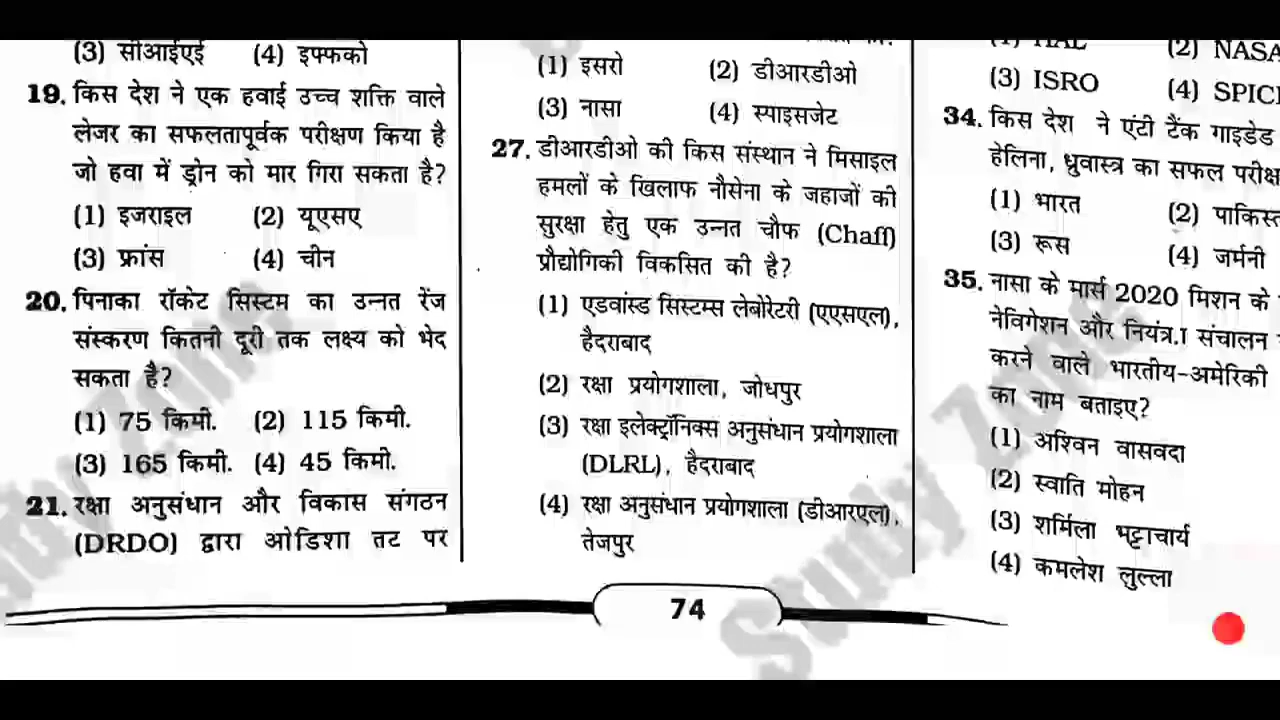 (3) सीआईएई (4) इफ्फको
19. किस देश ने एक हवाई उच्च शक्ति वाले
लेजर का सफलतापूर्वक परीक्षण किया है
जो हवा में ड्रोन को मार गिरा सकता है?
(1) इजराइल (2) यूएसए
(3) फ्रांस (4) चीन
20. पिनाका रॉकेट सिस्टम का उन्नत रेंज
संस्करण कितनी दूरी तक लक्ष्य को भेद
सकता है?
(1) 75 किमी. (2) 115 किमी.
(3) 165 किमी. (4) 45 किमी.
21. रक्षा अनुसंधान और विकास संगठन
(DRDO) द्वारा ओडिशा तट पर
(1) इसरो (2) डीआरडीओ
(3) नासा (4) स्पाइसजेट
27. डीआरडीओ की किस संस्थान ने मिसाइल
हमलों के खिलाफ नौसेना के जहाजों की
सुरक्षा हेतु एक उन्नत चौफ (Chaff)
प्रौद्योगिकी विकसित की है?
(1) एडवांस्ड सिस्टम्स लेबोरेटरी (एएसएल),
हैदराबाद
(2) रक्षा प्रयोगशाला, जोधपुर
(3) रक्षा इलेक्ट्रॉनिक्स अनुसंधान प्रयोगशाला
(DLRL), हैदराबाद
(4) रक्षा अनुसंधान प्रयोगशाला (डीआरएल),
तेजपुर
(1) HAL (2) NASA
(3) ISRO (4) SPICE
34. किस देश ने एंटी टैंक गाइडेड
हेलिना, ध्रुवास्त्र का सफल परीक्ष
(1) भारत (2) पाकिस्त
(3) रूस (4) जर्मनी
35. नासा के मार्स 2020 मिशन के
नेविगेशन और नियंत्र.ा संचालन
करने वाले भारतीय-अमेरिकी
का नाम बताइए?
(1) अश्विन वासवदा
(2) स्वाति मोहन
(3) शर्मिला भट्टाचार्य
(4) कमलेश लुल्ला
74